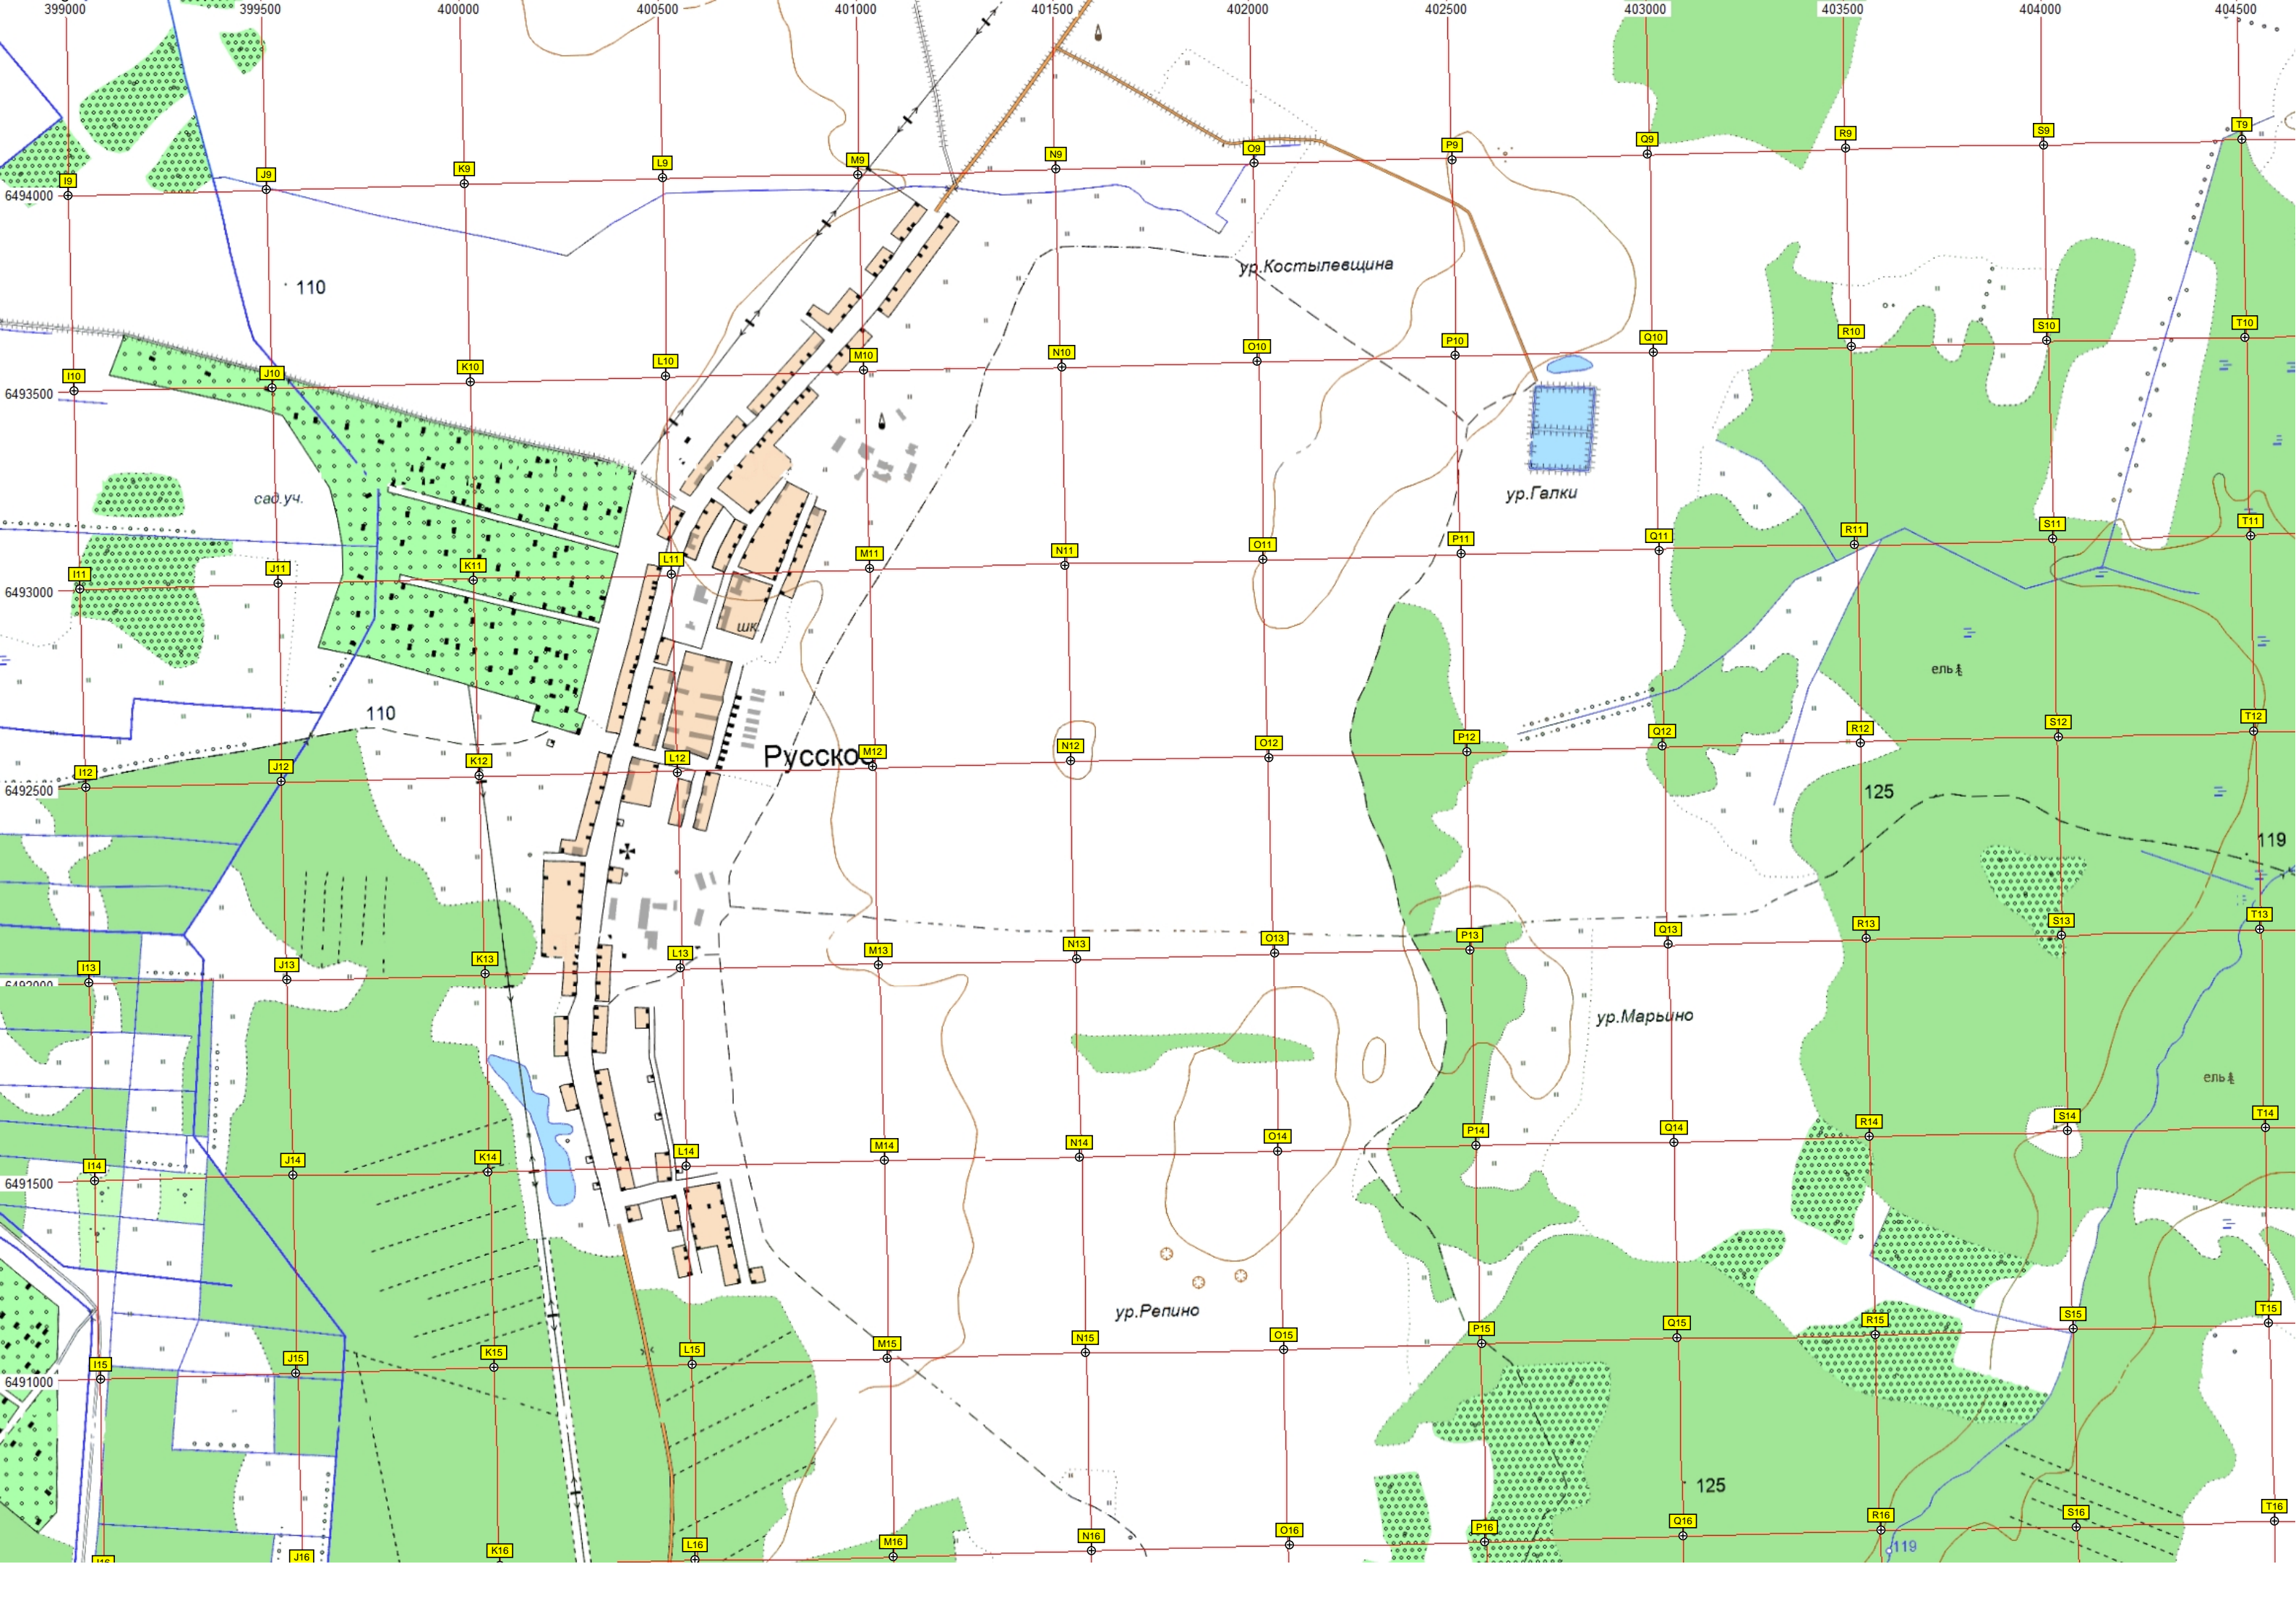 399000 399500 400000 400500 401000 401500 402000 402500 403000 403500 404000 404500
I9 J9 K9 L9 M9 N9 O9 P9 Q9 R9 S9 T9
6494000
ур.Костылевщина
110
I10 J10 K10 L10 M10 N10 O10 P10 Q10 R10 S10 T10
6493500
сад.уч.
ур.Галки
I11 J11 K11 L11 M11 N11 O11 P11 Q11 R11 S11 T11
6493000
шк.
ель
110
Русское
I12 J12 K12 L12 M12 N12 O12 P12 Q12 R12 S12 T12
6492500
125
119
I13 J13 K13 L13 M13 N13 O13 P13 Q13 R13 S13 T13
6492000
ур.Марьино
ель
I14 J14 K14 L14 M14 N14 O14 P14 Q14 R14 S14 T14
6491500
ур.Репино
I15 J15 K15 L15 M15 N15 O15 P15 Q15 R15 S15 T15
6491000
125
I16 J16 K16 L16 M16 N16 O16 P16 Q16 R16 S16 T16
119